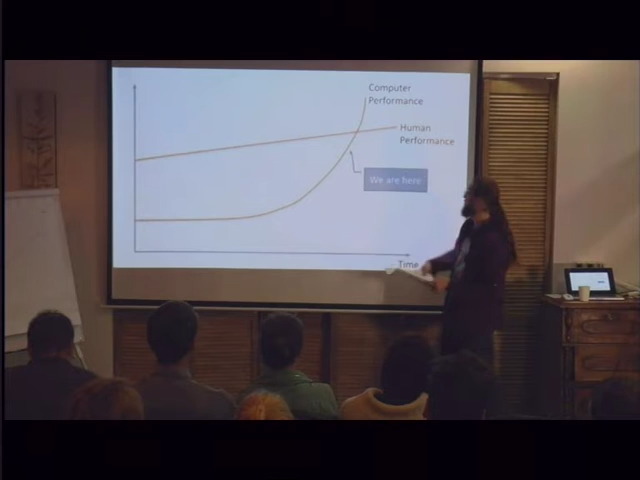 Computer
Performance
Human
Performance
We are here
Time